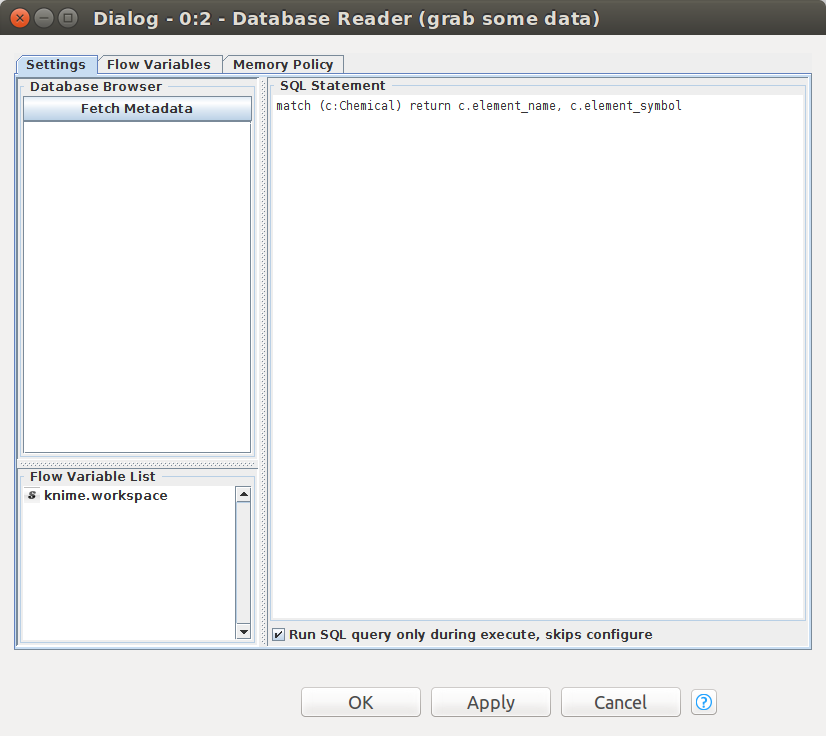 Dialog - 0:2 - Database Reader (grab some data)
Settings Flow Variables Memory Policy
Database Browser
Fetch Metadata
SQL Statement
match (c:Chemical) return c.element_name, c.element_symbol
Flow Variable List
s knime.workspace
Run SQL query only during execute, skips configure
OK Apply Cancel ?